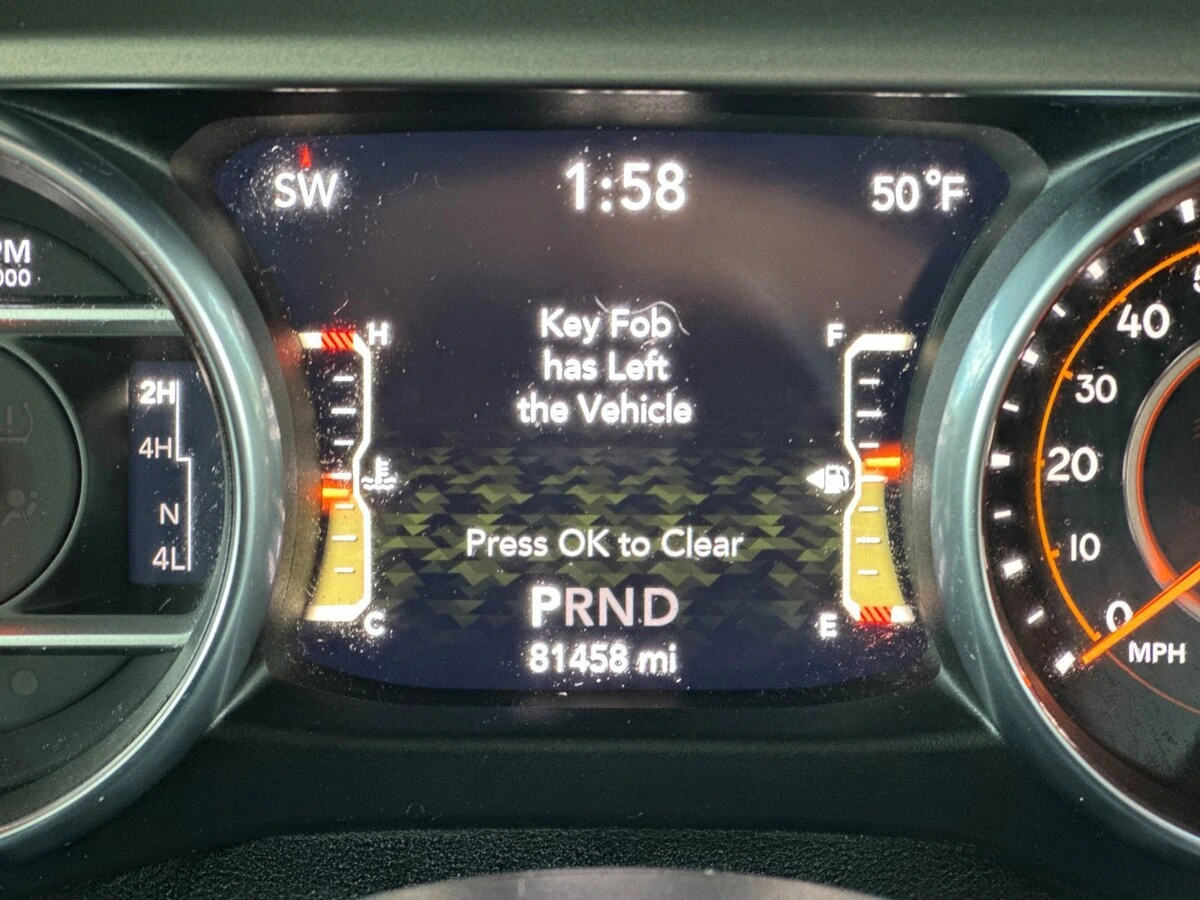 SW
1:58
50°F
000
2H
4H
N
4L
H
C
Key Fob
has Left
the Vehicle
Press OK to Clear
PRND
81458 mi
F
E
40
30
20
10
0
MPH